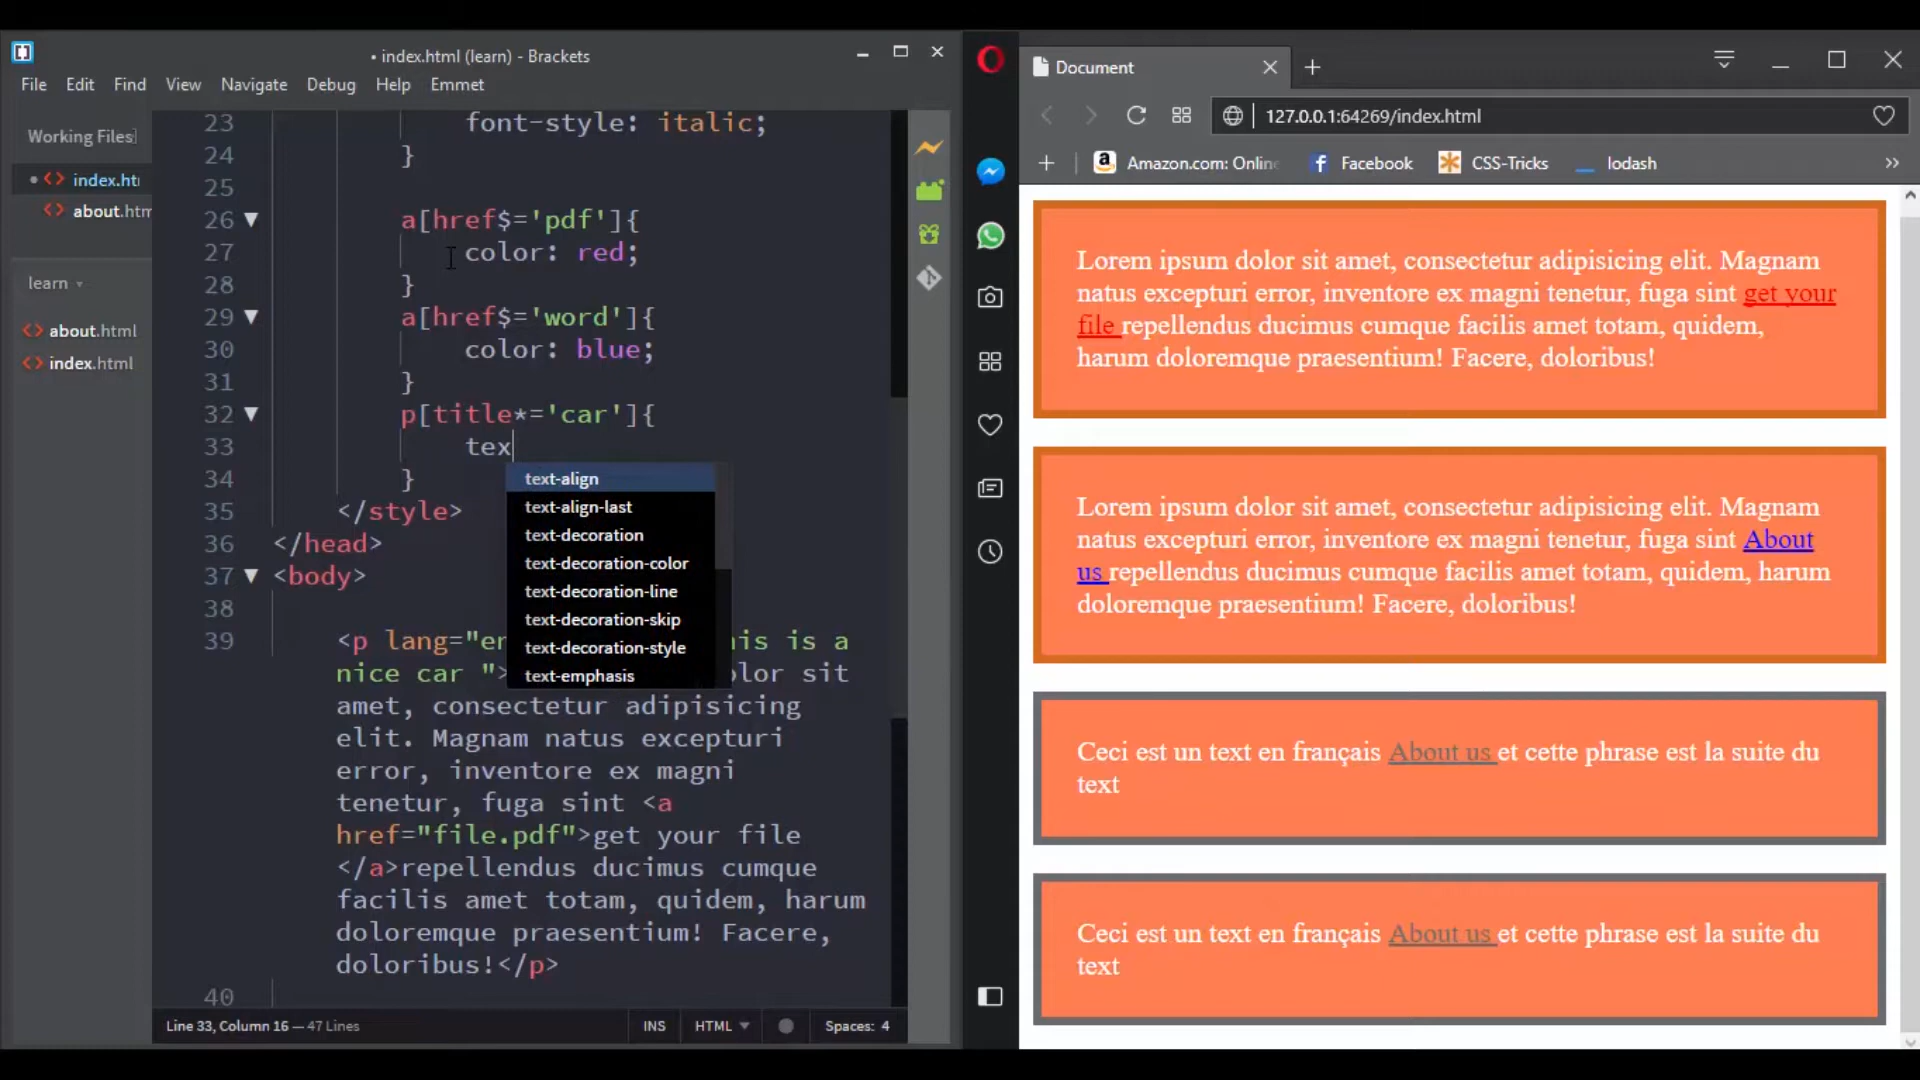 • index.html (learn) - Brackets
File Edit Find View Navigate Debug Help Emmet
Working Files
• <> index.ht
<> about.htm
learn
<> about.html
<> index.html
23 font-style: italic;
24 }
25
26 a[href$='pdf']{
27 color: red;
28 }
29 a[href$='word']{
30 color: blue;
31 }
32 p[title*='car']{
33 tex
34 }
35 </style>
36 </head>
37 <body>
38
39 <p lang="en his is a
nice car "> olor sit
amet, consectetur adipisicing
elit. Magnam natus excepturi
error, inventore ex magni
tenetur, fuga sint <a
href="file.pdf">get your file
</a>repellendus ducimus cumque
facilis amet totam, quidem, harum
doloremque praesentium! Facere,
doloribus!</p>
40
text-align
text-align-last
text-decoration
text-decoration-color
text-decoration-line
text-decoration-skip
text-decoration-style
text-emphasis
Line 33, Column 16 — 47 Lines
INS HTML Spaces: 4
Document
127.0.0.1:64269/index.html
Amazon.com: Online Facebook CSS-Tricks lodash
Lorem ipsum dolor sit amet, consectetur adipisicing elit. Magnam
natus excepturi error, inventore ex magni tenetur, fuga sint get your
file repellendus ducimus cumque facilis amet totam, quidem,
harum doloremque praesentium! Facere, doloribus!
Lorem ipsum dolor sit amet, consectetur adipisicing elit. Magnam
natus excepturi error, inventore ex magni tenetur, fuga sint About
us repellendus ducimus cumque facilis amet totam, quidem, harum
doloremque praesentium! Facere, doloribus!
Ceci est un text en français About us et cette phrase est la suite du
text
Ceci est un text en français About us et cette phrase est la suite du
text